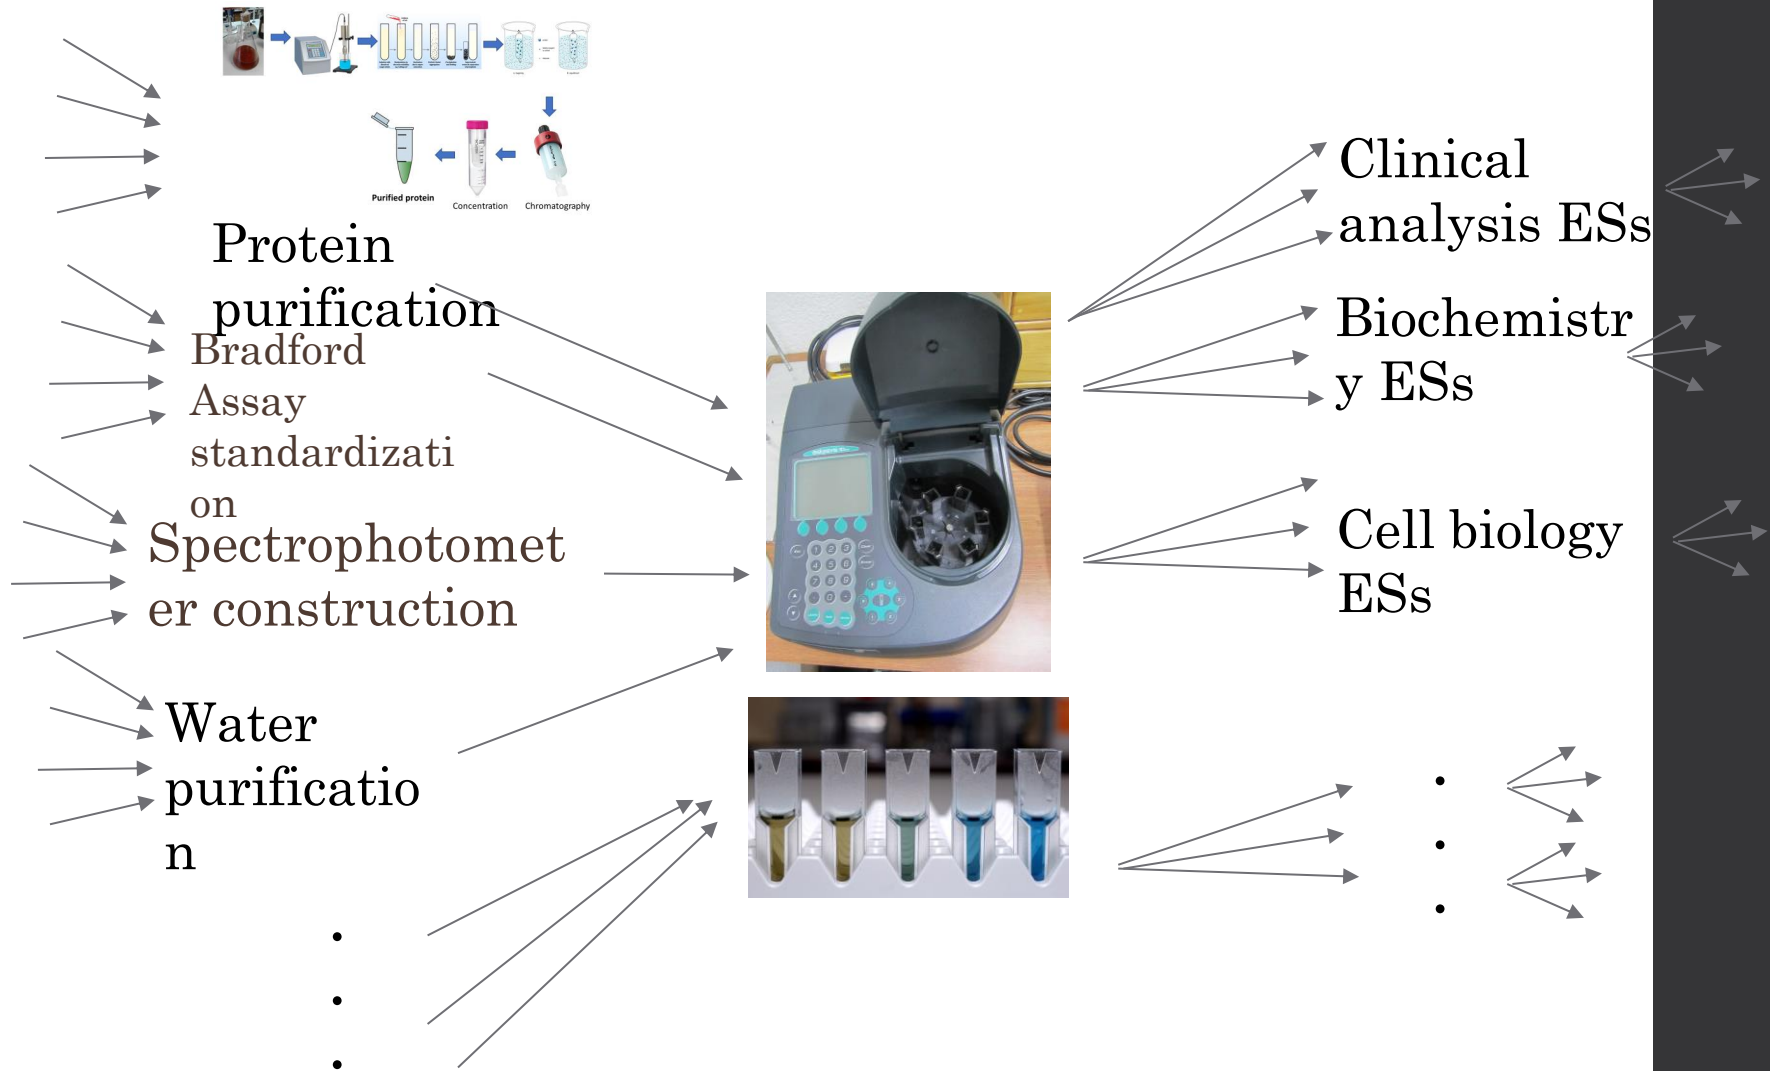 Purified protein
Concentration
Chromatography
Protein
purification
Bradford
Assay
standardizati
on
Spectrophotomet
er construction
Water
purificatio
n
.
.
.
Clinical
analysis ESs
Biochemistr
y ESs
Cell biology
ESs
.
.
.